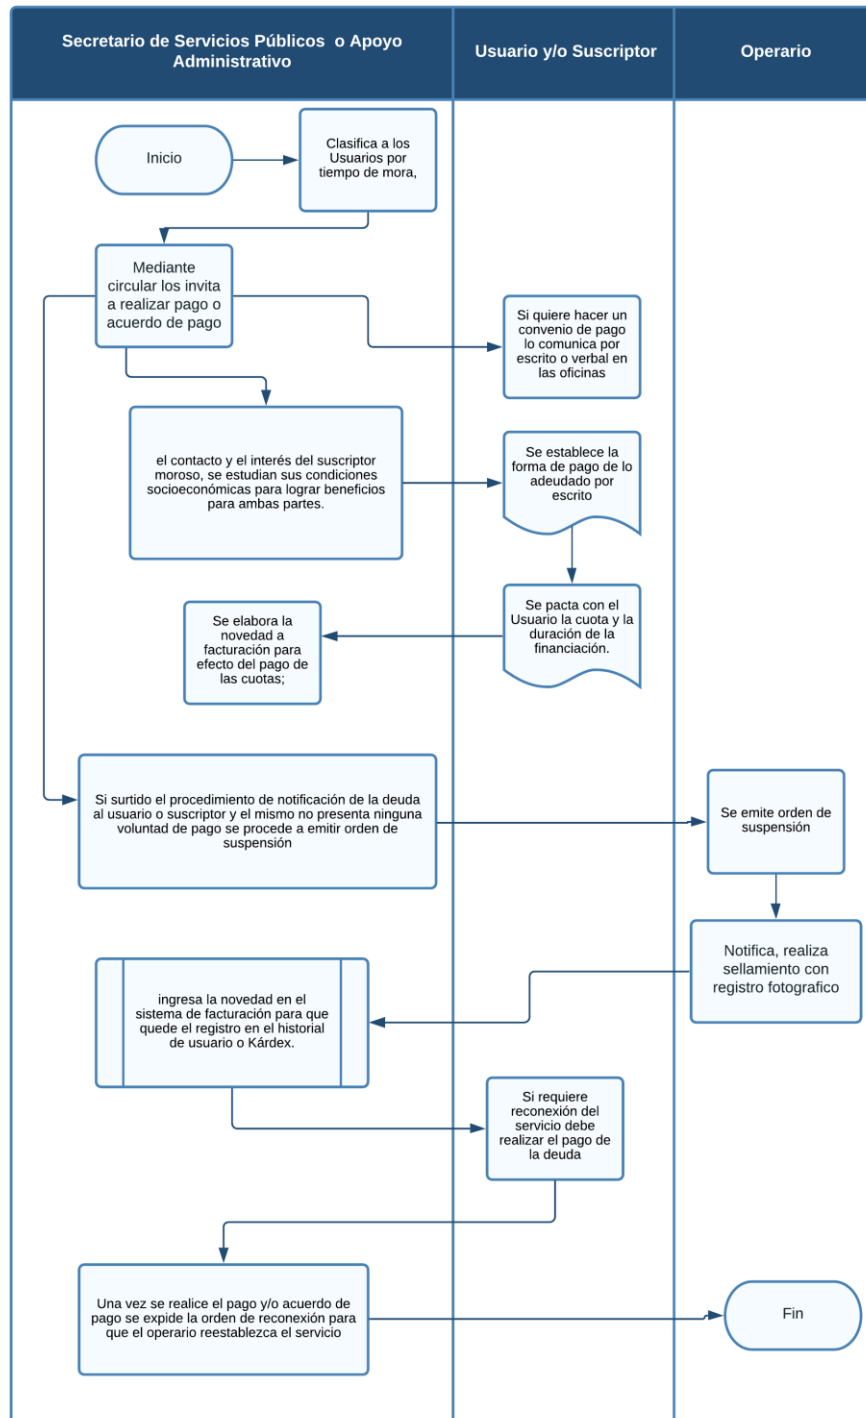 Secretario de Servicios Públicos  o Apoyo
Administrativo
Usuario y/o Suscriptor
Operario
Inicio
Clasifica a los
Usuarios por
tiempo de mora,
Mediante
circular los invita
a realizar pago o
acuerdo de pago
Si quiere hacer un
convenio de pago
lo comunica por
escrito o verbal en
las oficinas
el contacto y el interés del suscriptor
moroso, se estudian sus condiciones
socioeconómicas para lograr beneficios
para ambas partes.
Se establece la
forma de pago de lo
adeudado por
escrito
Se pacta con el
Usuario la cuota y la
duración de la
financiación.
Se elabora la
novedad a
facturación para
efecto del pago de
las cuotas;
Si surtido el procedimiento de notificación de la deuda
al usuario o suscriptor y el mismo no presenta ninguna
voluntad de pago se procede a emitir orden de
suspensión
Se emite orden de
suspensión
Notifica, realiza
sellamiento con
registro fotografico
ingresa la novedad en el
sistema de facturación para que
quede el registro en el historial
de usuario o Kárdex.
Si requiere
reconexión del
servicio debe
realizar el pago de
la deuda
Una vez se realice el pago y/o acuerdo de
pago se expide la orden de reconexión para
que el operario reestablezca el servicio
Fin